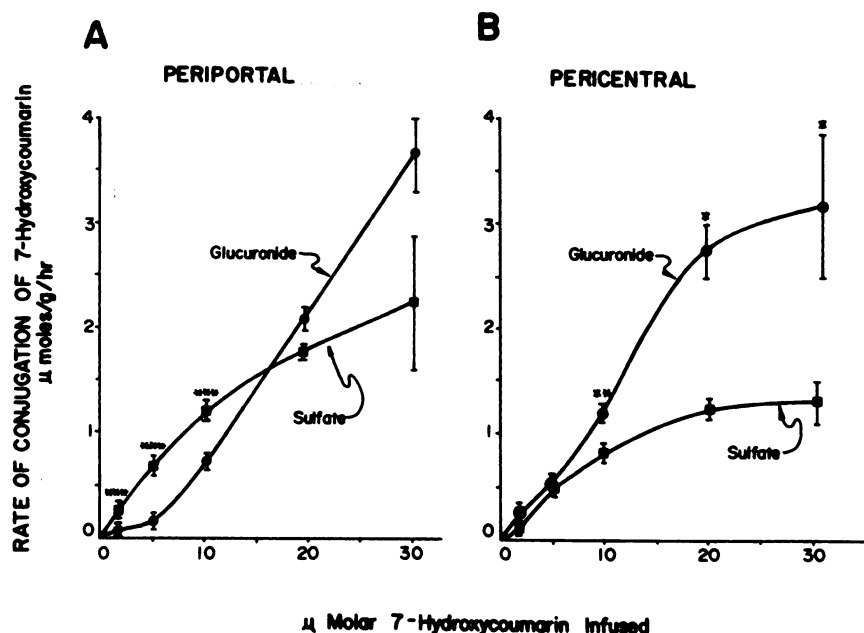 A
PERIPORTAL
B
PERICENTRAL
RATE OF CONJUGATION OF 7-Hydroxycoumarin
μ moles/g/hr
4
3
2
1
0
0
10
20
30
Glucuronide
Sulfate
****
****
****
4
3
2
1
0
0
10
20
30
Glucuronide
Sulfate
**
*
*
μ Molar 7-Hydroxycoumarin Infused